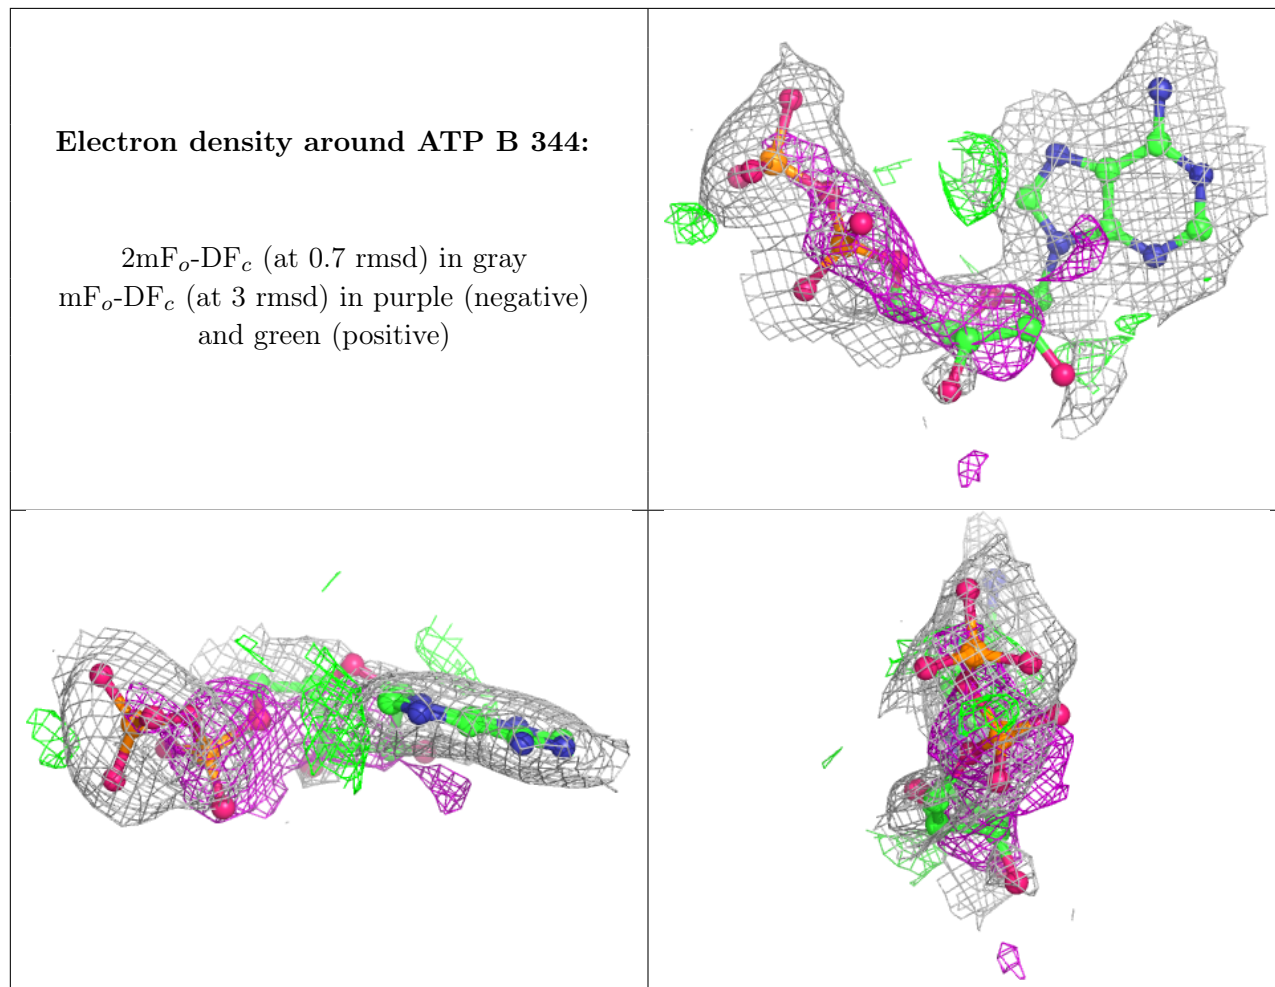 Electron density around ATP B 344:
2mFo-DFc (at 0.7 rmsd) in gray
mFo-DFc (at 3 rmsd) in purple (negative)
and green (positive)